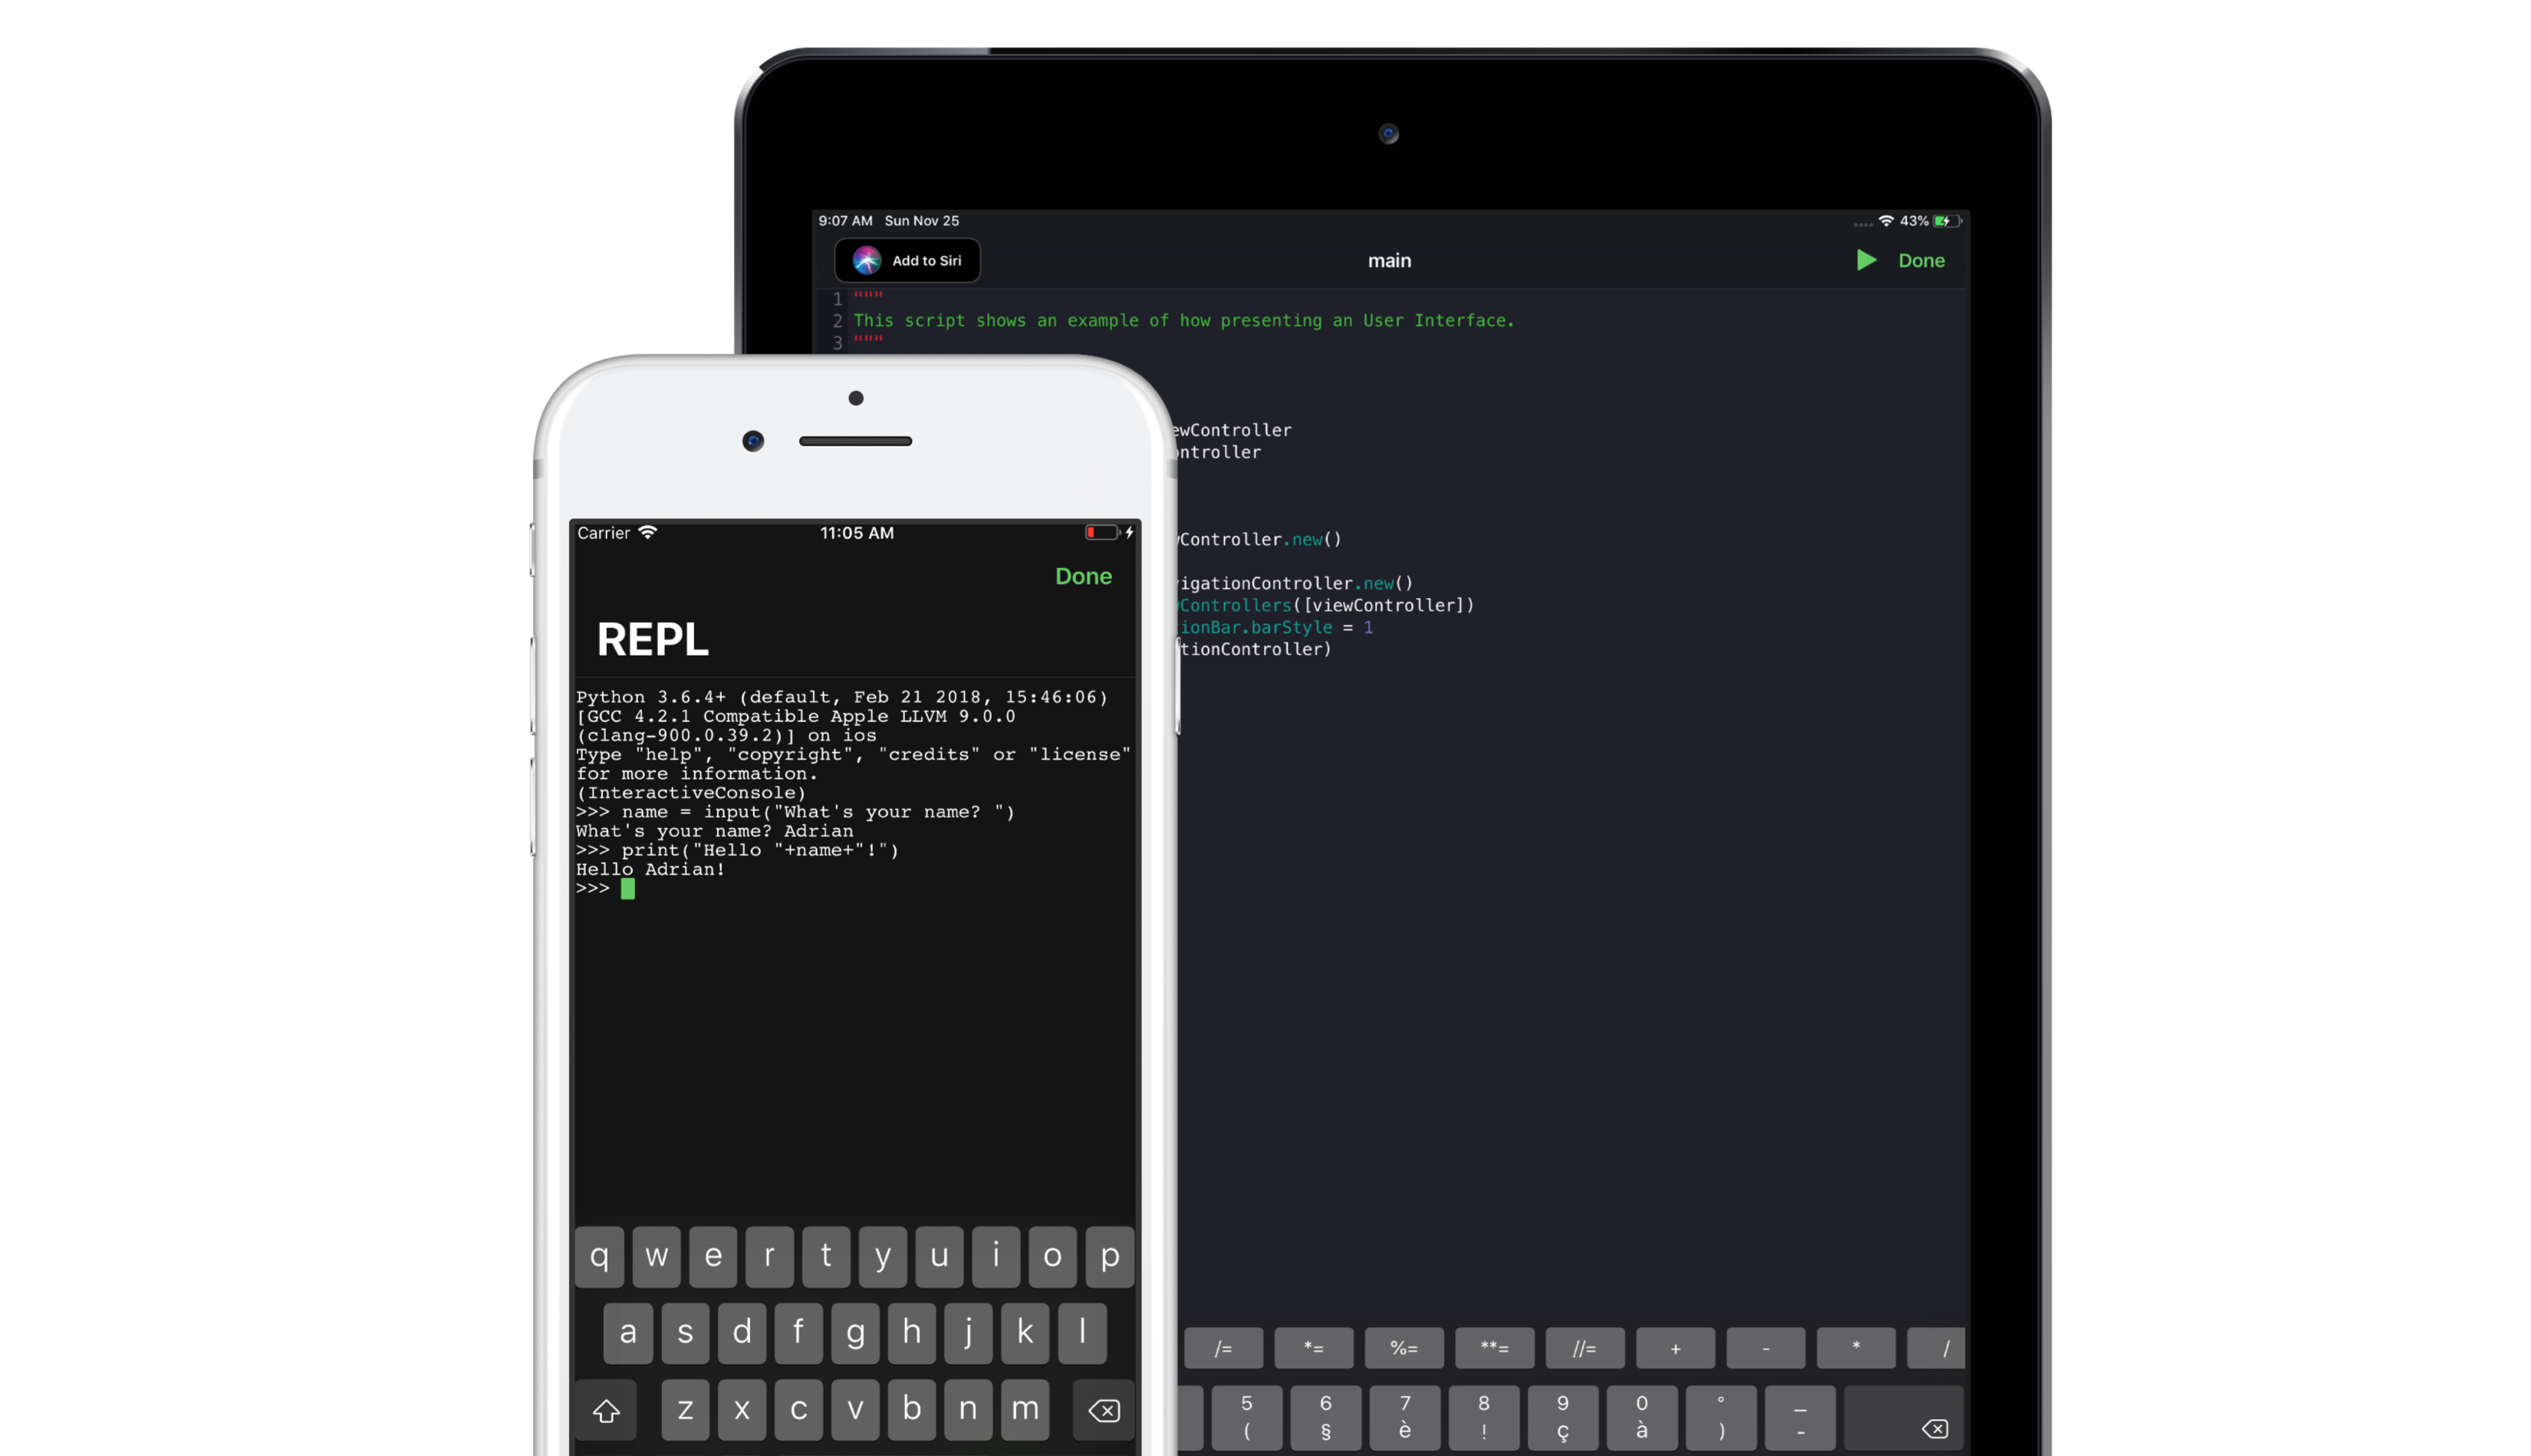 9:07 AM Sun Nov 25
43%
Add to Siri
main
Done
1 """
2 This script shows an example of how presenting an User Interface.
3 """
ewController
ontroller
Controller.new()
igationController.new()
Controllers([viewController])
ionBar.barStyle = 1
tionController)
/= *= %= **= //= + - * /
5 6 7 8 9 0 ° _
( § è ! ç à ) -
Carrier
11:05 AM
Done
REPL
Python 3.6.4+ (default, Feb 21 2018, 15:46:06)
[GCC 4.2.1 Compatible Apple LLVM 9.0.0
(clang-900.0.39.2)] on ios
Type "help", "copyright", "credits" or "license"
for more information.
(InteractiveConsole)
>>> name = input("What's your name? ")
What's your name? Adrian
>>> print("Hello "+name+"!")
Hello Adrian!
>>>
q w e r t y u i o p
a s d f g h j k l
z x c v b n m